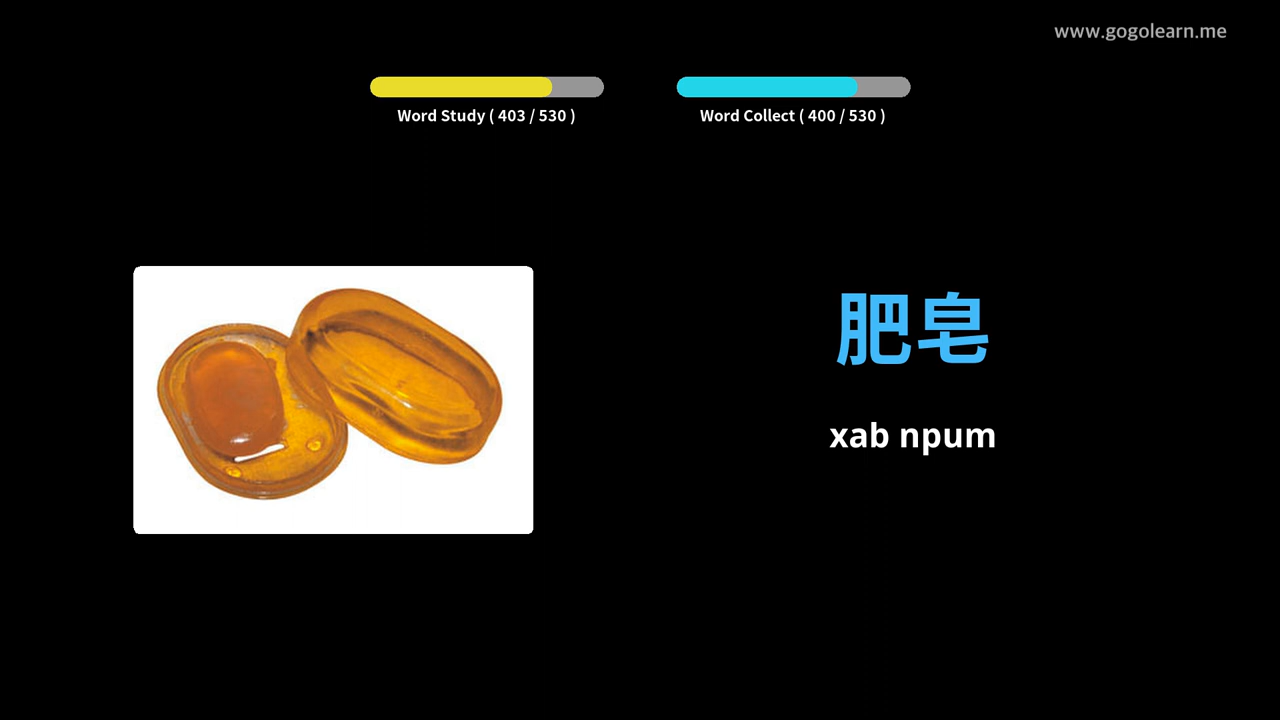 www.gogolearn.me
Word Study ( 403 / 530 )
Word Collect ( 400 / 530 )
肥皂
xab npum